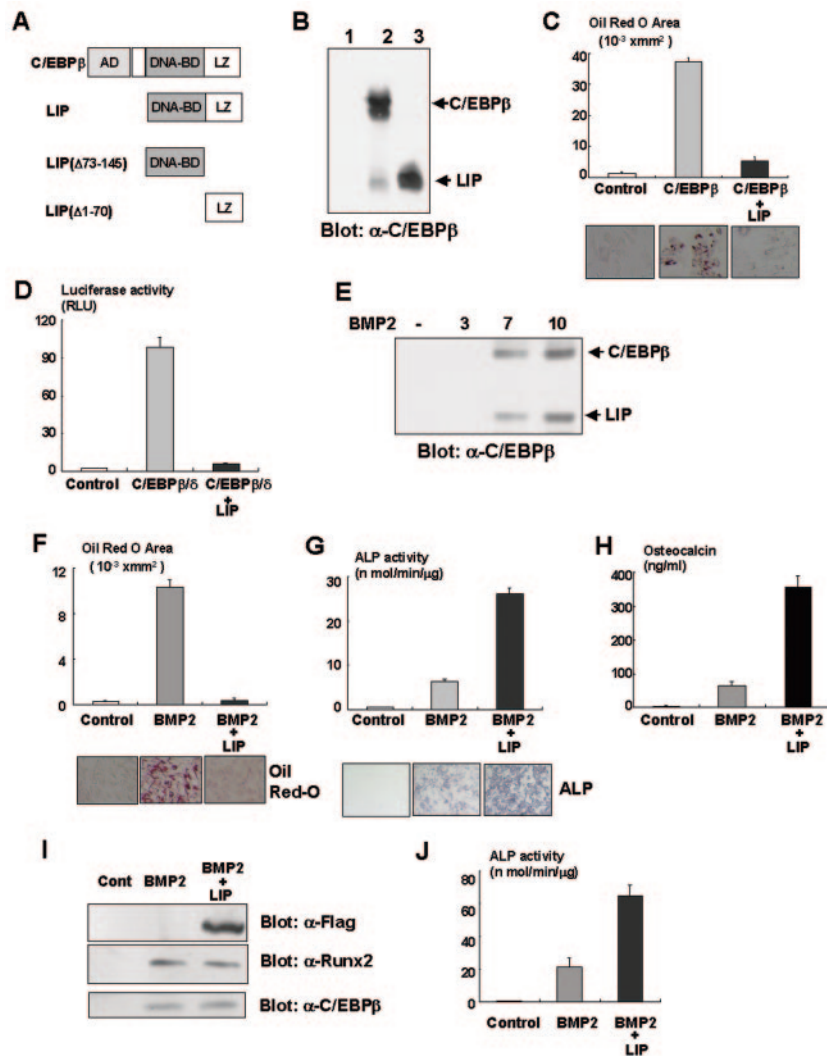 A
C/EBPβ AD DNA-BD LZ
LIP DNA-BD LZ
LIP(Δ73-145) DNA-BD
LIP(Δ1-70) LZ
B
1 2 3
C/EBPβ
LIP
Blot: α-C/EBPβ
C
Oil Red O Area
(10⁻³ xmm²)
40
30
20
10
0
Control C/EBPβ C/EBPβ
+
LIP
D
Luciferase activity
(RLU)
120
90
60
30
0
Control C/EBPβ/δ C/EBPβ/δ
+
LIP
E
BMP2 - 3 7 10
C/EBPβ
LIP
Blot: α-C/EBPβ
F
Oil Red O Area
( 10⁻³ xmm²)
12
8
4
0
Control BMP2 BMP2
+
LIP
Oil
Red-O
G
ALP activity
(n mol/min/μg)
30
20
10
0
Control BMP2 BMP2
+
LIP
ALP
H
Osteocalcin
(ng/ml)
400
300
200
100
0
Control BMP2 BMP2
+
LIP
I
Cont BMP2 BMP2
+
LIP
Blot: α-Flag
Blot: α-Runx2
Blot: α-C/EBPβ
J
ALP activity
(n mol/min/μg)
80
60
40
20
0
Control BMP2 BMP2
+
LIP